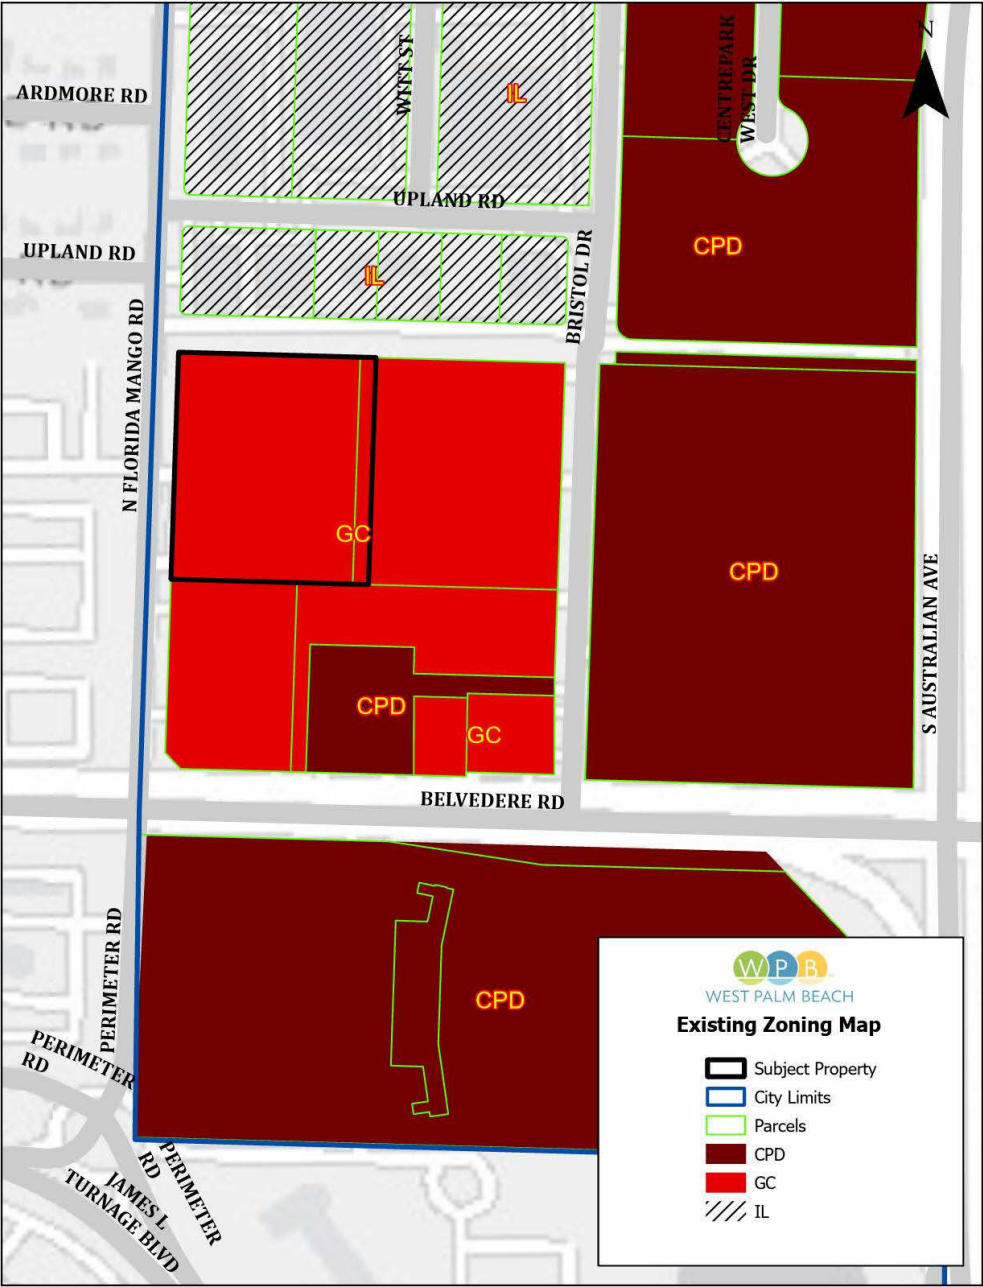 N
ARDMORE RD
WITT ST
IL
CENTREPARK
WEST DR
UPLAND RD
CPD
UPLAND RD
IL
BRISTOL DR
N FLORIDA MANGO RD
GC
CPD
S AUSTRALIAN AVE
CPD
GC
BELVEDERE RD
PERIMETER RD
CPD
PERIMETER
RD
PERIMETER
RD
JAMES L
TURNAGE BLVD
WPB
WEST PALM BEACH
Existing Zoning Map
Subject Property
City Limits
Parcels
CPD
GC
IL